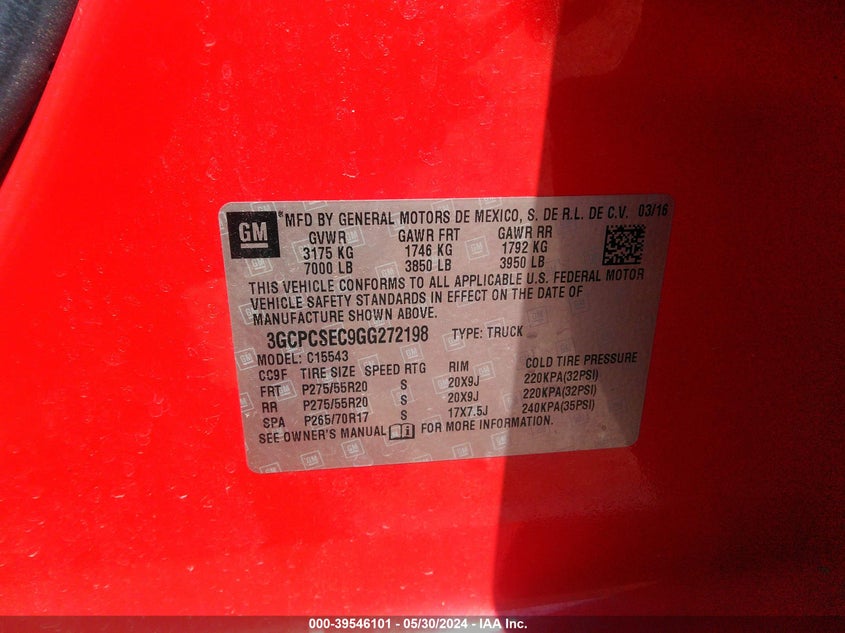 GM ® MFD BY GENERAL MOTORS DE MEXICO, S. DE R.L. DE C.V. 03/16
GVWR GAWR FRT GAWR RR
3175 KG 1746 KG 1792 KG
7000 LB 3850 LB 3950 LB
THIS VEHICLE CONFORMS TO ALL APPLICABLE U.S. FEDERAL MOTOR
VEHICLE SAFETY STANDARDS IN EFFECT ON THE DATE OF
MANUFACTURE SHOWN ABOVE.
3GCPCSEC9GG272198 TYPE: TRUCK
MODEL: C15543
CC9F TIRE SIZE SPEED RTG RIM COLD TIRE PRESSURE
FRT P275/55R20 S 20X9J 220KPA(32PSI)
RR P275/55R20 S 20X9J 220KPA(32PSI)
SPA P265/70R17 S 17X7.5J 240KPA(35PSI)
SEE OWNER'S MANUAL FOR MORE INFORMATION.
000-39546101 - 05/30/2024 - IAA Inc.